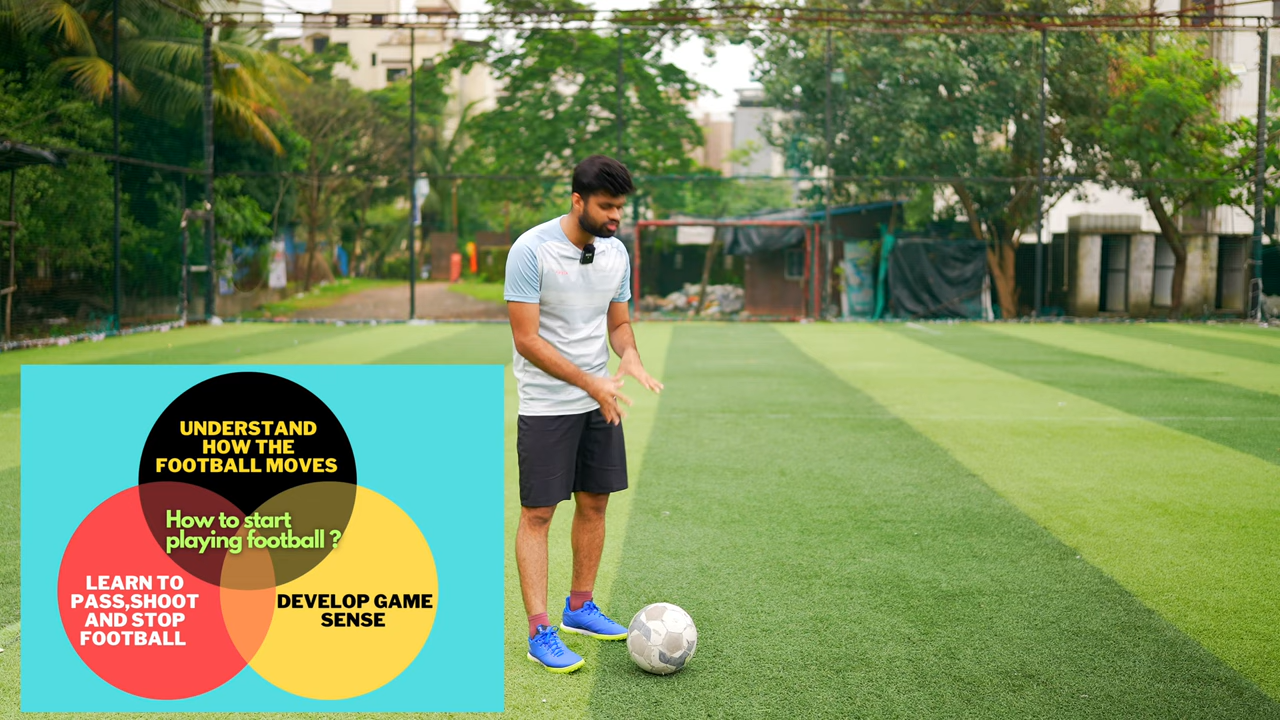 UNDERSTAND
HOW THE
FOOTBALL MOVES
How to start
playing football ?
LEARN TO
PASS,SHOOT
AND STOP
FOOTBALL
DEVELOP GAME
SENSE